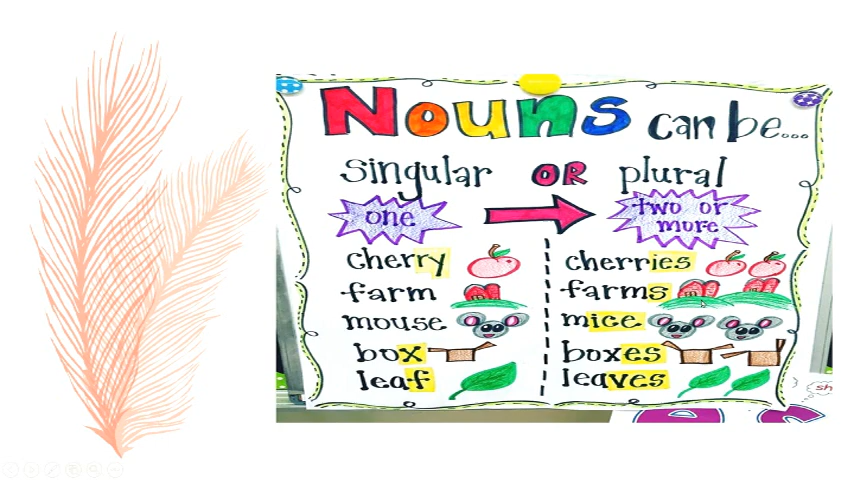 Nouns can be...
singular OR plural
one
two or
more
cherry
cherries
farm
farms
mouse
mice
box
boxes
leaf
leaves
sh